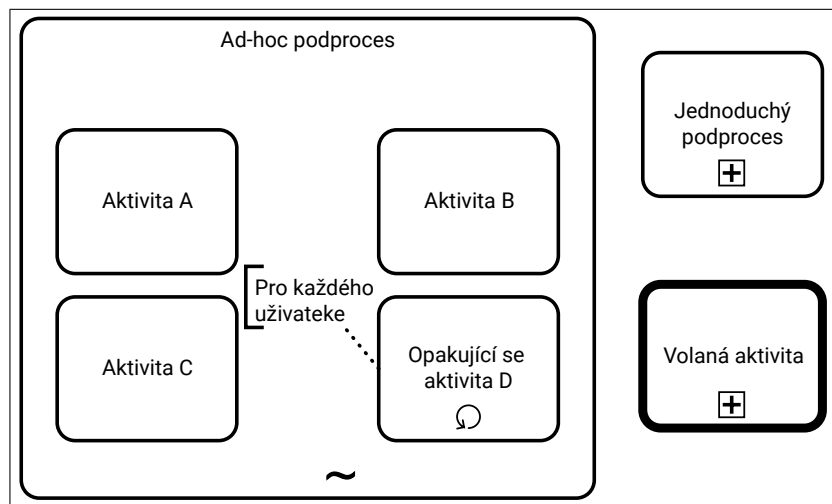 Ad-hoc podproces
Jednoduchý
podproces
Aktivita A
Aktivita B
Pro každého
uživateke
Aktivita C
Opakující se
aktivita D
Volaná aktivita